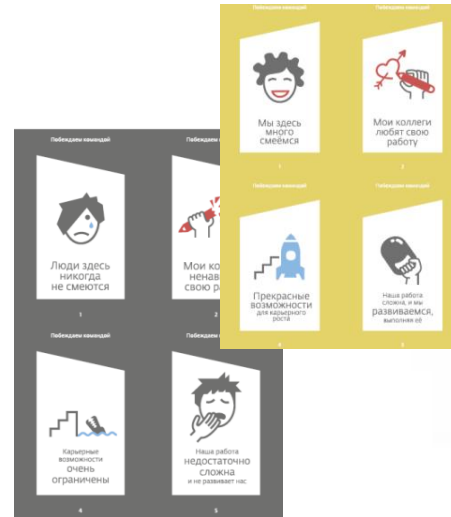 Побеждаем командой
Побеждаем командой
Мы здесь
много
смеёмся
1
Мои коллеги
любят свою
работу
2
Побеждаем командой
Побеждаем командой
Прекрасные
возможности
для карьерного
роста
4
Наша работа
сложна, и мы
развиваемся,
выполняя её
Побеждаем командой
Побеждаем
Люди здесь
никогда
не смеются
1
Мои
свою
2
Побеждаем командой
Побеждаем командой
Карьерные
возможности
очень
ограничены
4
Наша работа
недостаточно
сложна
и не развивает нас
5